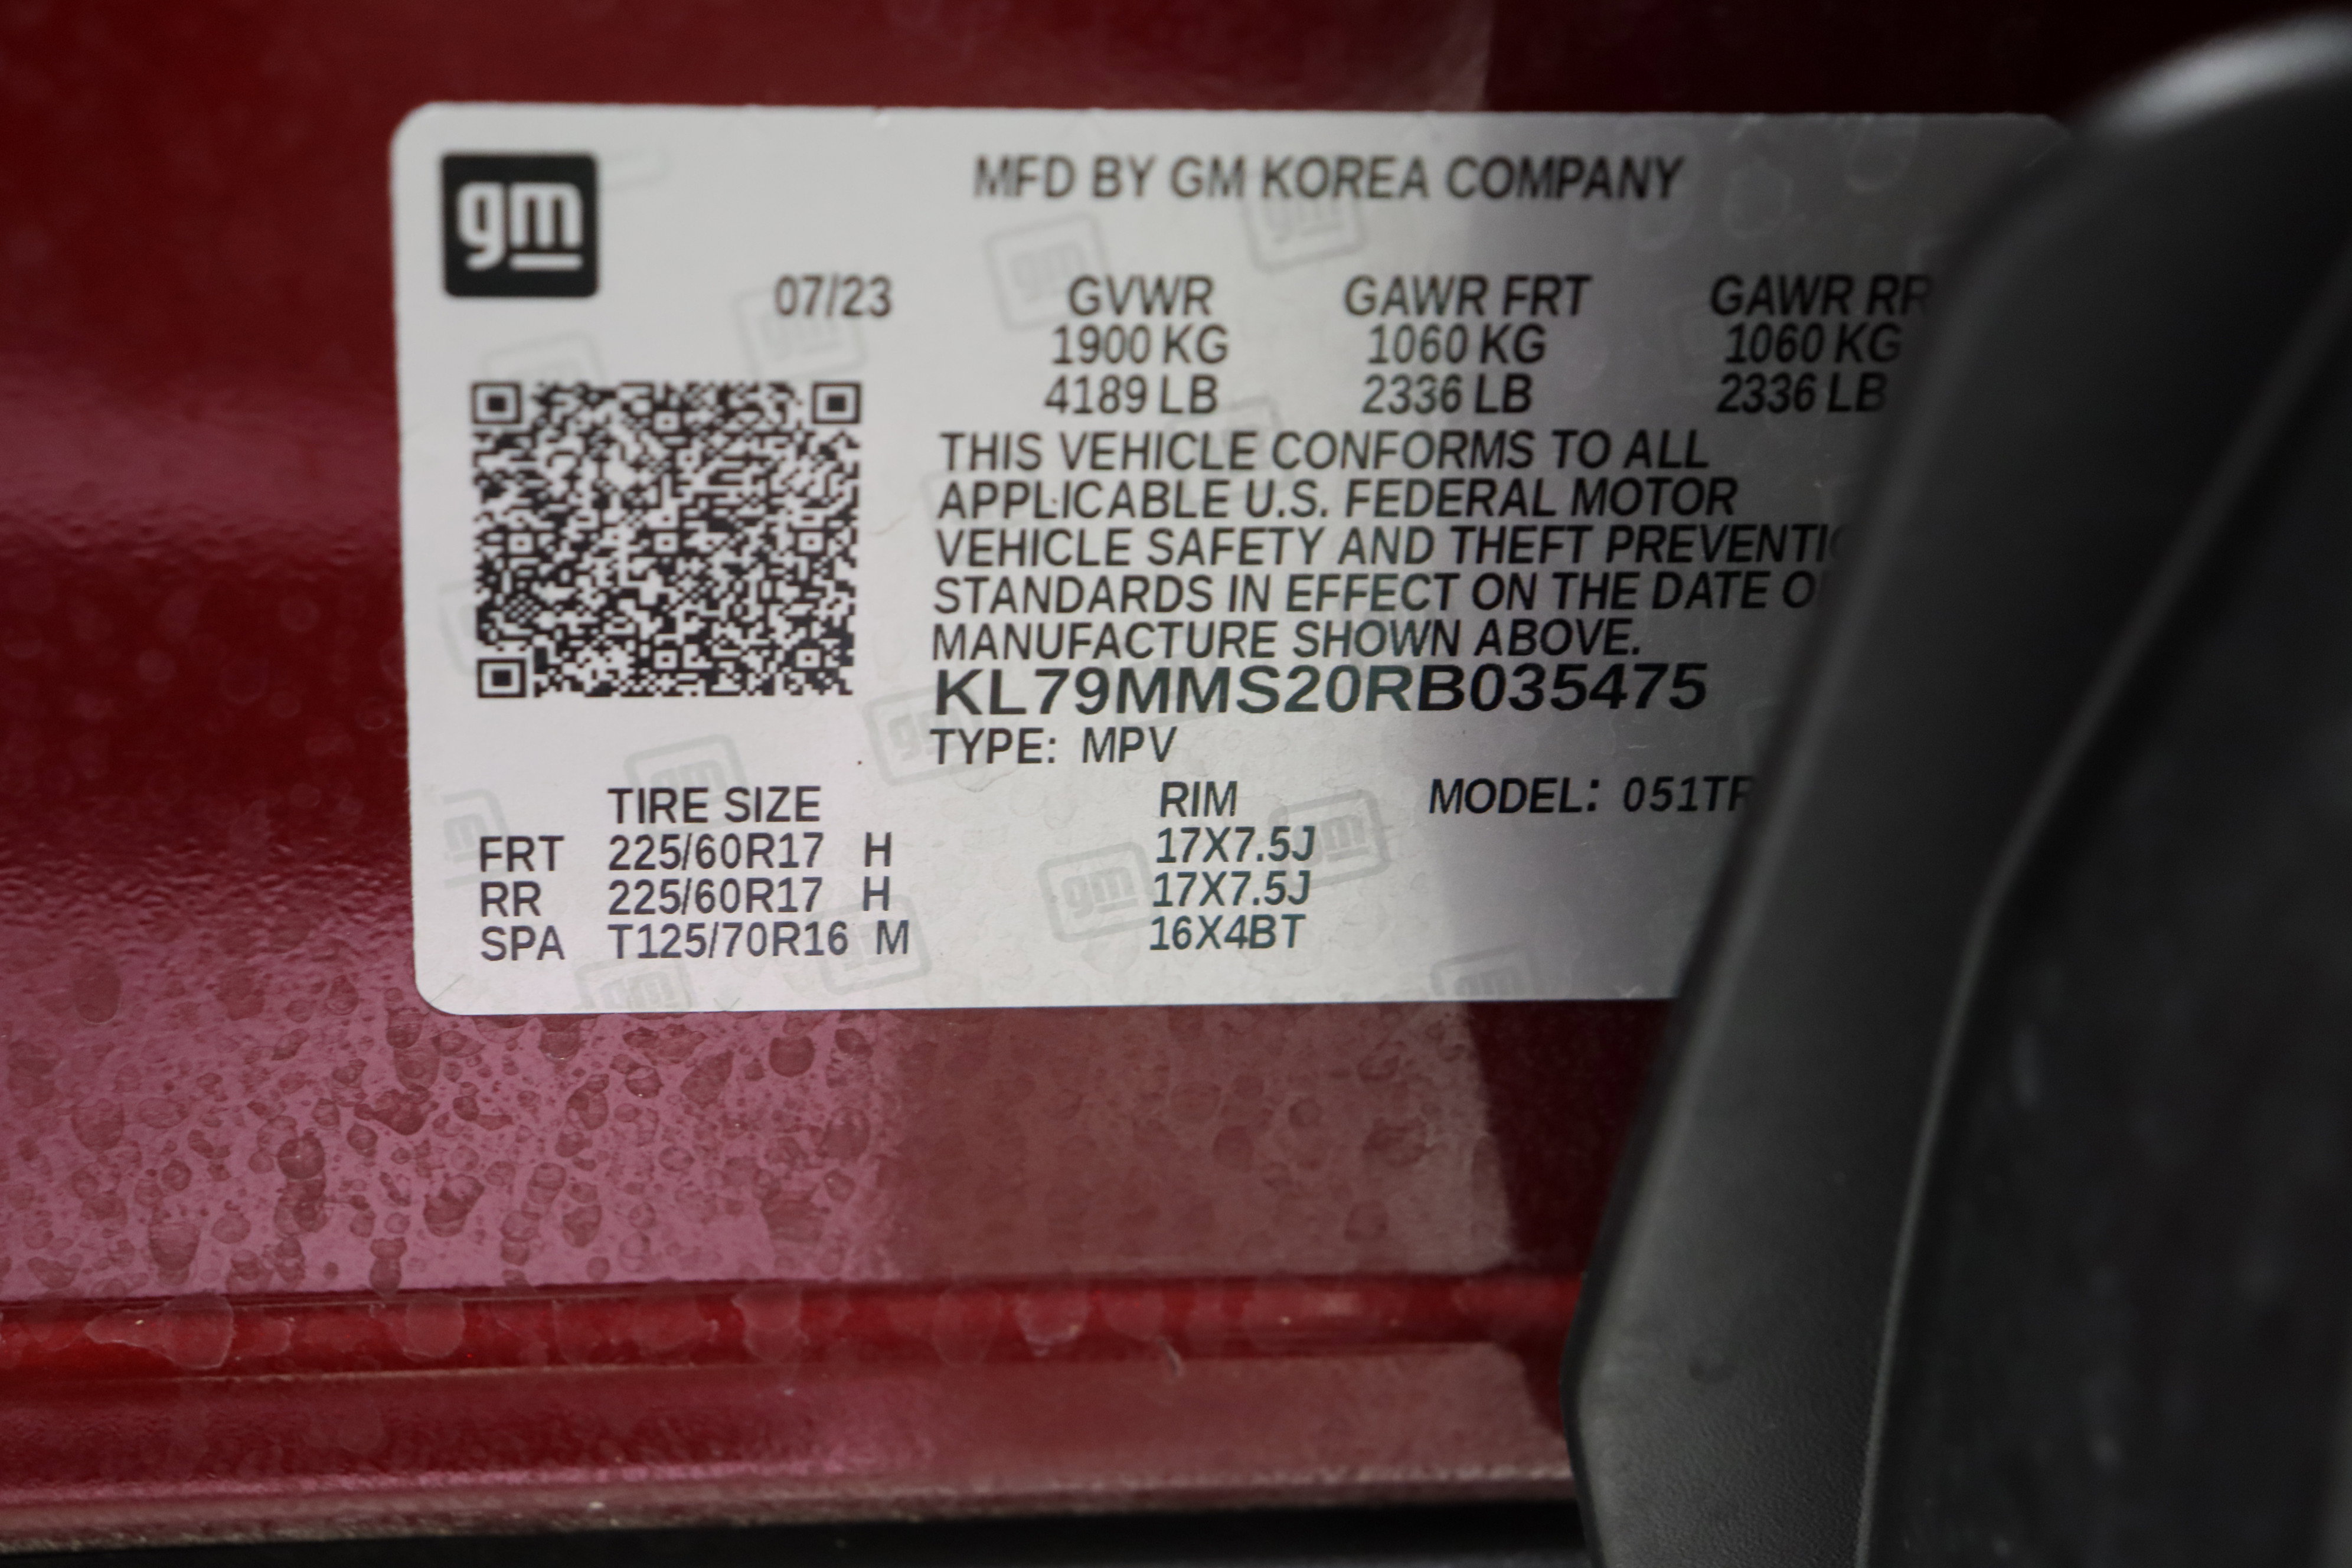 gm
MFD BY GM KOREA COMPANY
07/23 GVWR GAWR FRT GAWR RR
1900 KG 1060 KG 1060 KG
4189 LB 2336 LB 2336 LB
THIS VEHICLE CONFORMS TO ALL
APPLICABLE U.S. FEDERAL MOTOR
VEHICLE SAFETY AND THEFT
STANDARDS IN EFFECT ON THE DATE
MANUFACTURE SHOWN ABOVE.
KL79MMS20RB035475
TYPE: MPV
TIRE SIZE RIM MODEL:
FRT 225/60R17 H 17X7.5J
RR 225/60R17 H 17X7.5J
SPA T125/70R16 M 16X4BT